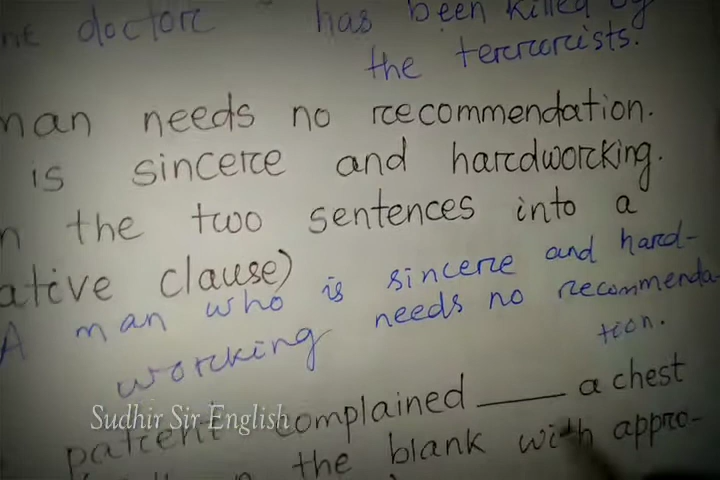 doctor has been killed by
the terrorists.
man needs no recommendation.
is sincere and hardworking.
n the two sentences into a
ative clause)
A man who is sincere and hard-
working needs no recommenda-
tion.
patient complained ____ a chest
the blank with appro-
Sudhir Sir English